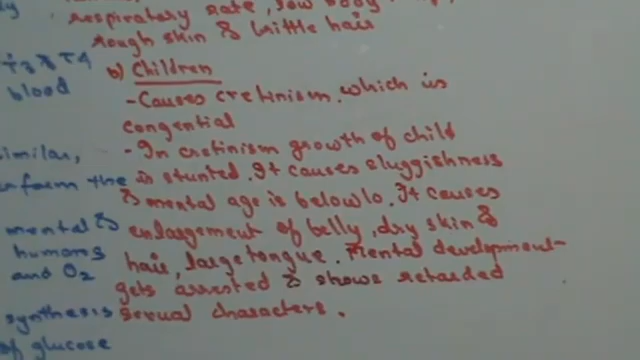 respiratory rate, low body
rough skin & brittle hair
T3 & T4
blood
b) Children
- Causes cretinism. which is
congential
- In cretinism growth of child
is stunted. It causes sluggishness
& mental age is below 10. It causes
enlargement of belly, dry skin &
hair, large tongue. Mental development
gets arrested & shows retarded
sexual characters.
similar,
inform the
mental &
humans
and O2
synthesis
of glucose